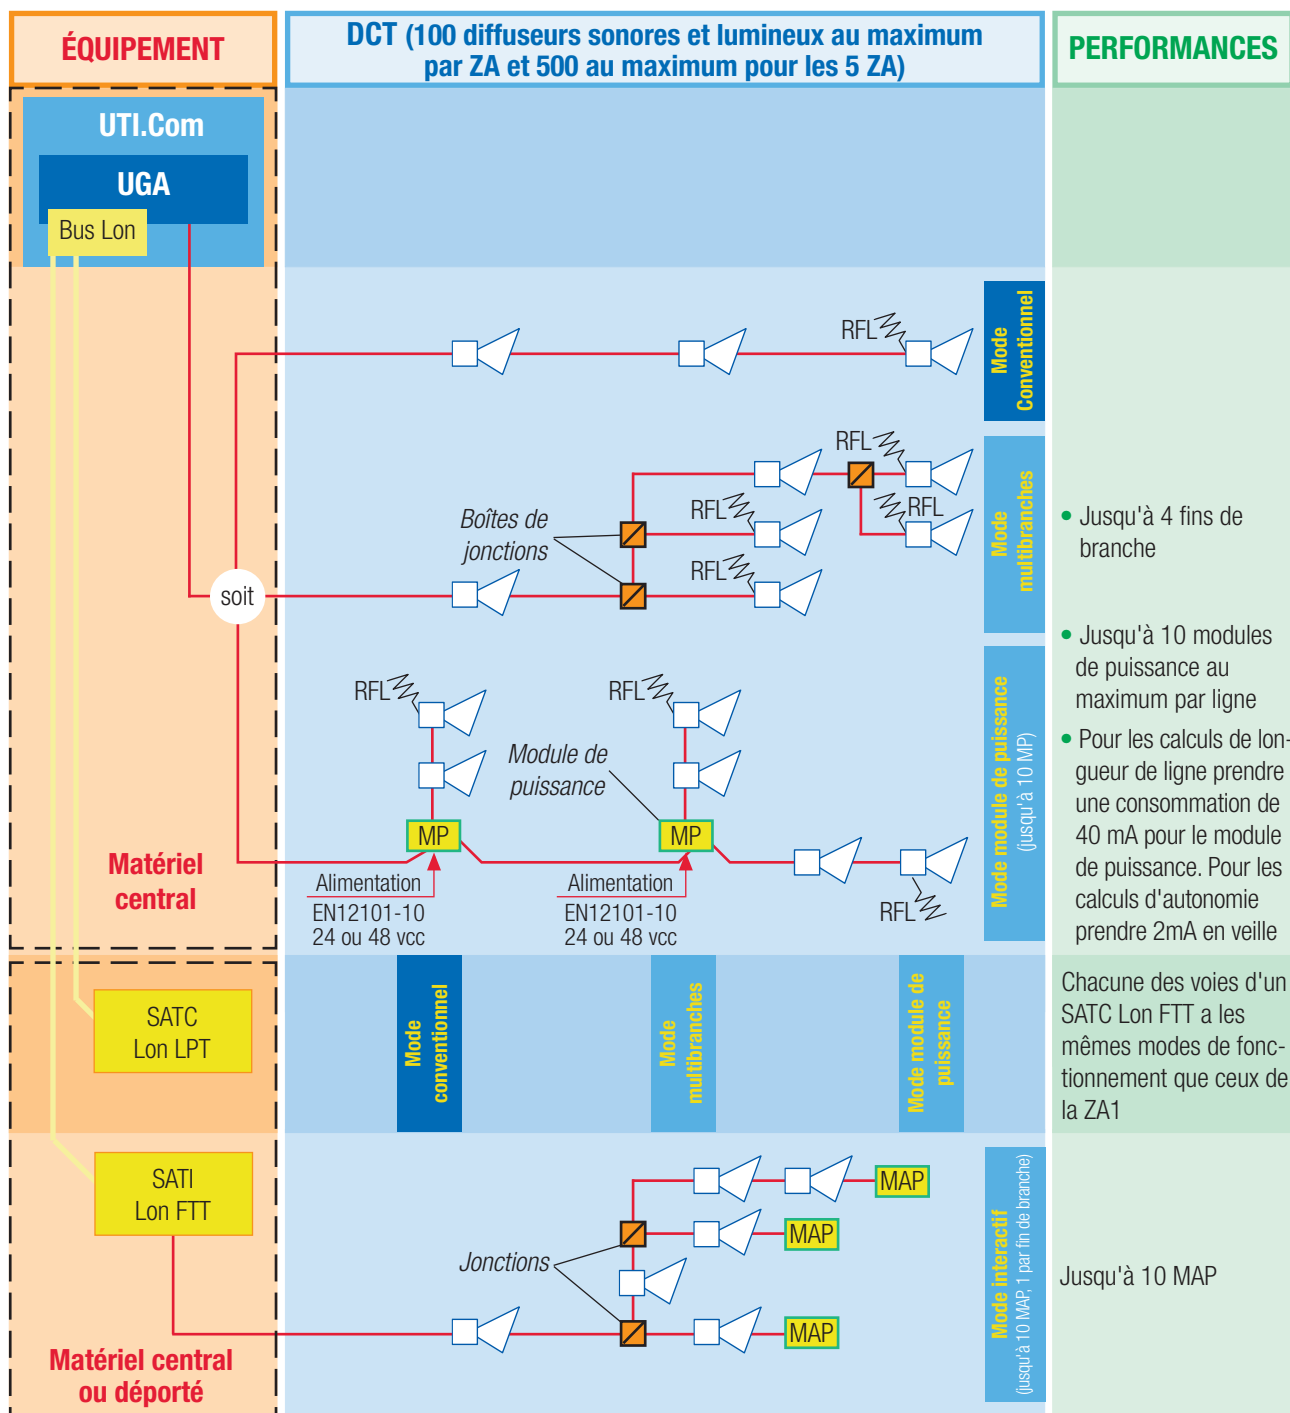 ÉQUIPEMENT
DCT (100 diffuseurs sonores et lumineux au maximum
par ZA et 500 au maximum pour les 5 ZA)
PERFORMANCES
UTI.Com
UGA
Bus Lon
RFL
Mode
Conventionnel
RFL
RFL
RFL
RFL
Boîtes de
jonctions
Mode
multibranches
• Jusqu'à 4 fins de
branche
soit
RFL
RFL
Module de
puissance
MP
MP
Alimentation
EN12101-10
24 ou 48 vcc
Alimentation
EN12101-10
24 ou 48 vcc
RFL
Mode module de puissance
(jusqu'à 10 MP)
• Jusqu'à 10 modules
de puissance au
maximum par ligne
• Pour les calculs de lon-
gueur de ligne prendre
une consommation de
40 mA pour le module
de puissance. Pour les
calculs d'autonomie
prendre 2mA en veille
Matériel
central
SATC
Lon LPT
Mode
conventionnel
Mode
multibranches
Mode module de
puissance
Chacune des voies d'un
SATC Lon FTT a les
mêmes modes de fonc-
tionnement que ceux de
la ZA1
SATI
Lon FTT
MAP
MAP
Jonctions
MAP
Mode interactif
(jusqu'à 10 MAP, 1 par fin de branche)
Jusqu'à 10 MAP
Matériel central
ou déporté